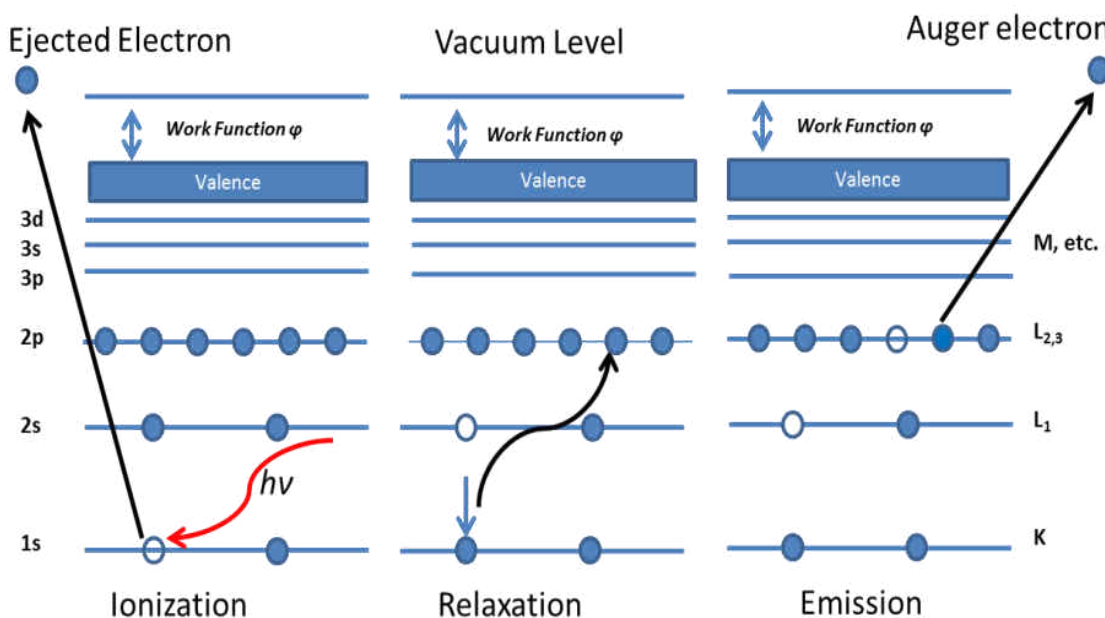 Ejected Electron
Vacuum Level
Auger electron
Work Function φ
Work Function φ
Work Function φ
Valence
Valence
Valence
3d
3s
3p
M, etc.
2p
L2,3
2s
L1
hν
1s
K
Ionization
Relaxation
Emission